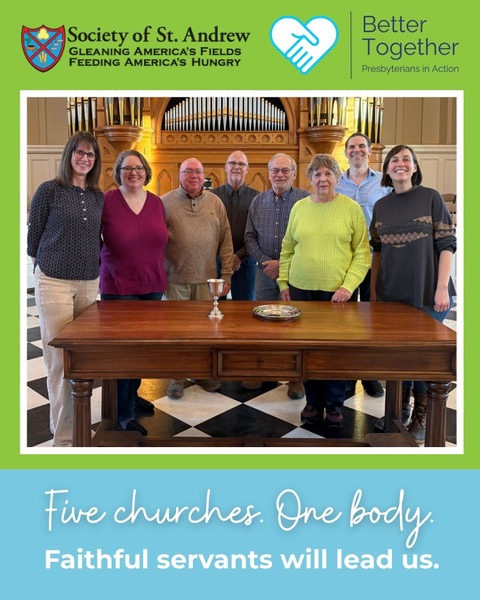 Society of St. Andrew
GLEANING AMERICA'S FIELDS
FEEDING AMERICA'S HUNGRY
Better
Together
Presbyterians in Action
Five churches. One body.
Faithful servants will lead us.